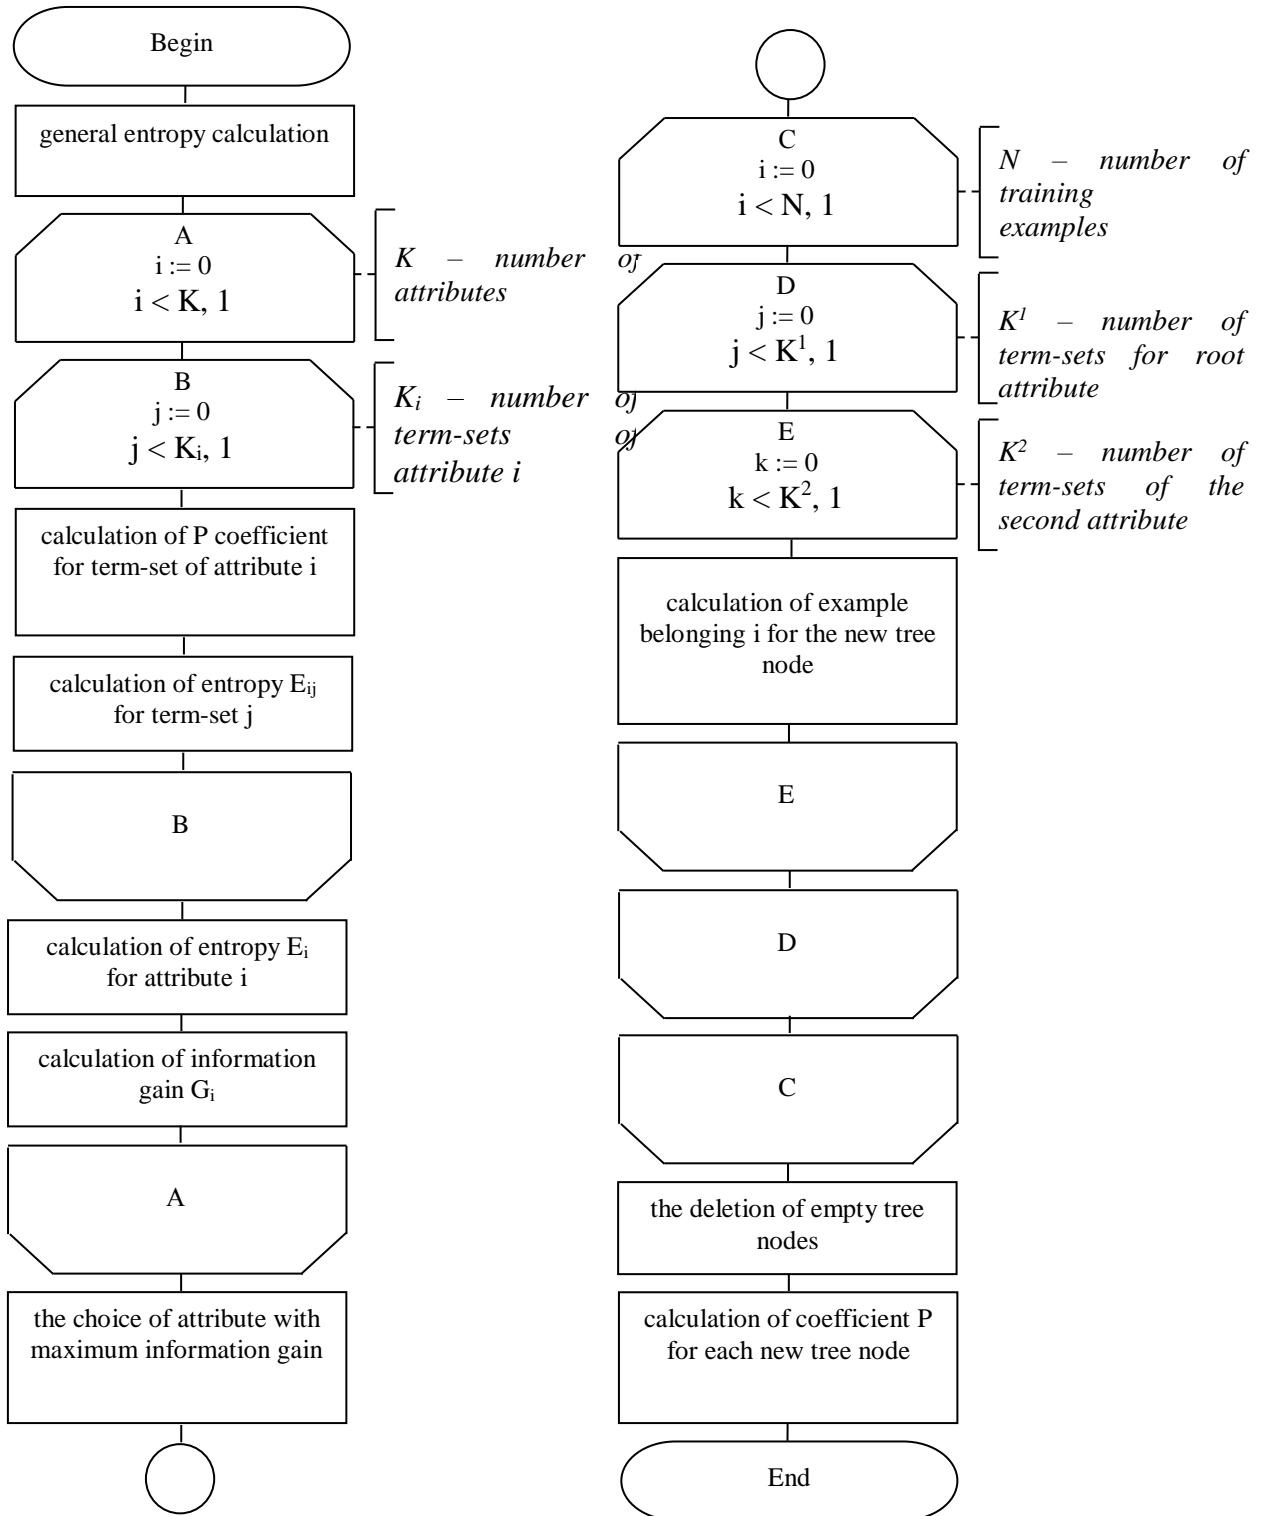 Begin
general entropy calculation
A
i := 0
i < K, 1
K – number of
attributes
B
j := 0
j < Kᵢ, 1
Kᵢ – number of
term-sets of
attribute i
calculation of P coefficient
for term-set of attribute i
calculation of entropy Eᵢⱼ
for term-set j
B
calculation of entropy Eᵢ
for attribute i
calculation of information
gain Gᵢ
A
the choice of attribute with
maximum information gain
C
i := 0
i < N, 1
N – number of
training
examples
D
j := 0
j < K¹, 1
K¹ – number of
term-sets for root
attribute
E
k := 0
k < K², 1
K² – number of
term-sets of the
second attribute
calculation of example
belonging i for the new tree
node
E
D
C
the deletion of empty tree
nodes
calculation of coefficient P
for each new tree node
End